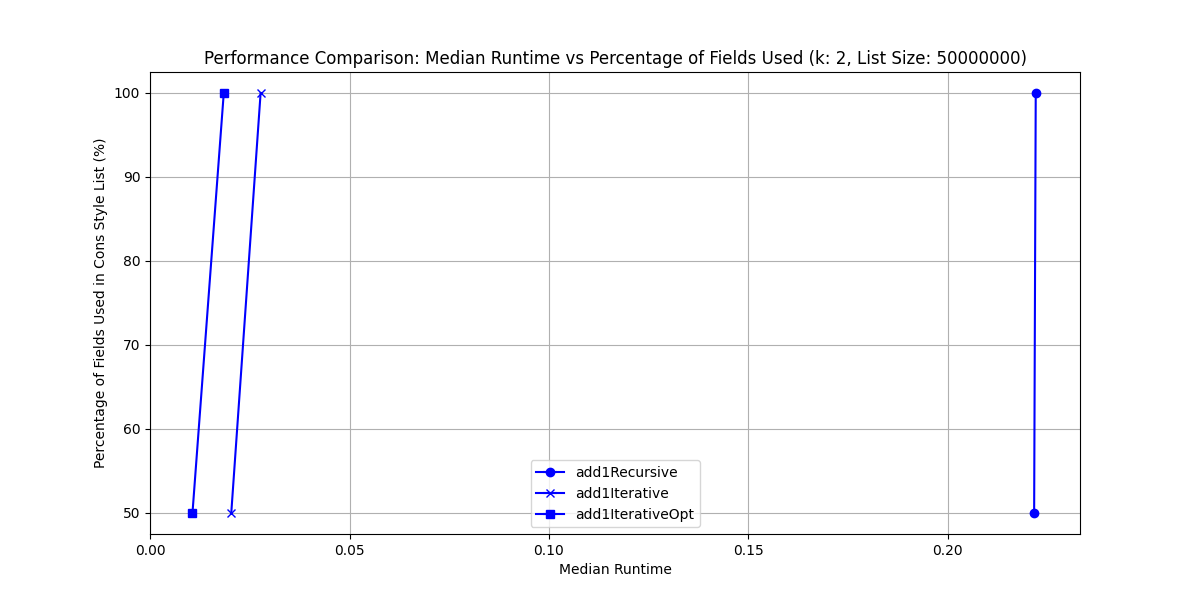 Performance Comparison: Median Runtime vs Percentage of Fields Used (k: 2, List Size: 50000000)
Percentage of Fields Used in Cons Style List (%)
100
90
80
70
60
50
add1Recursive
add1Iterative
add1IterativeOpt
0.00 0.05 0.10 0.15 0.20
Median Runtime